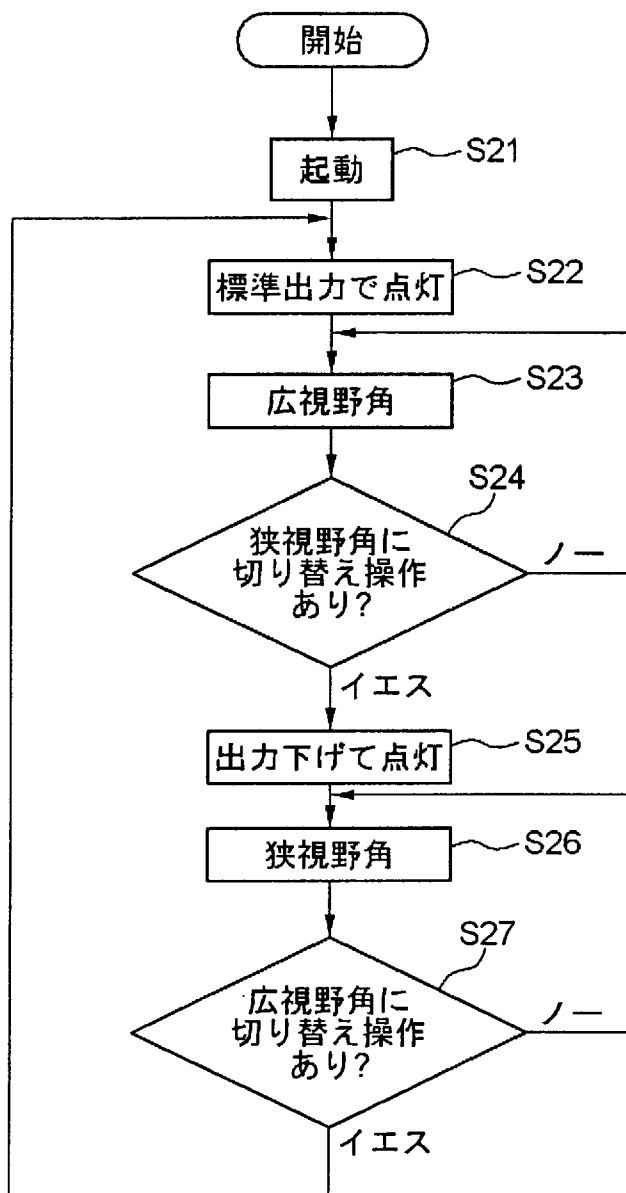 開始
起動
S21
標準出力で点灯
S22
広視野角
S23
S24
狭視野角に
切り替え操作
あり?
ノー
イエス
出力下げて点灯
S25
狭視野角
S26
S27
広視野角に
切り替え操作
あり?
ノー
イエス